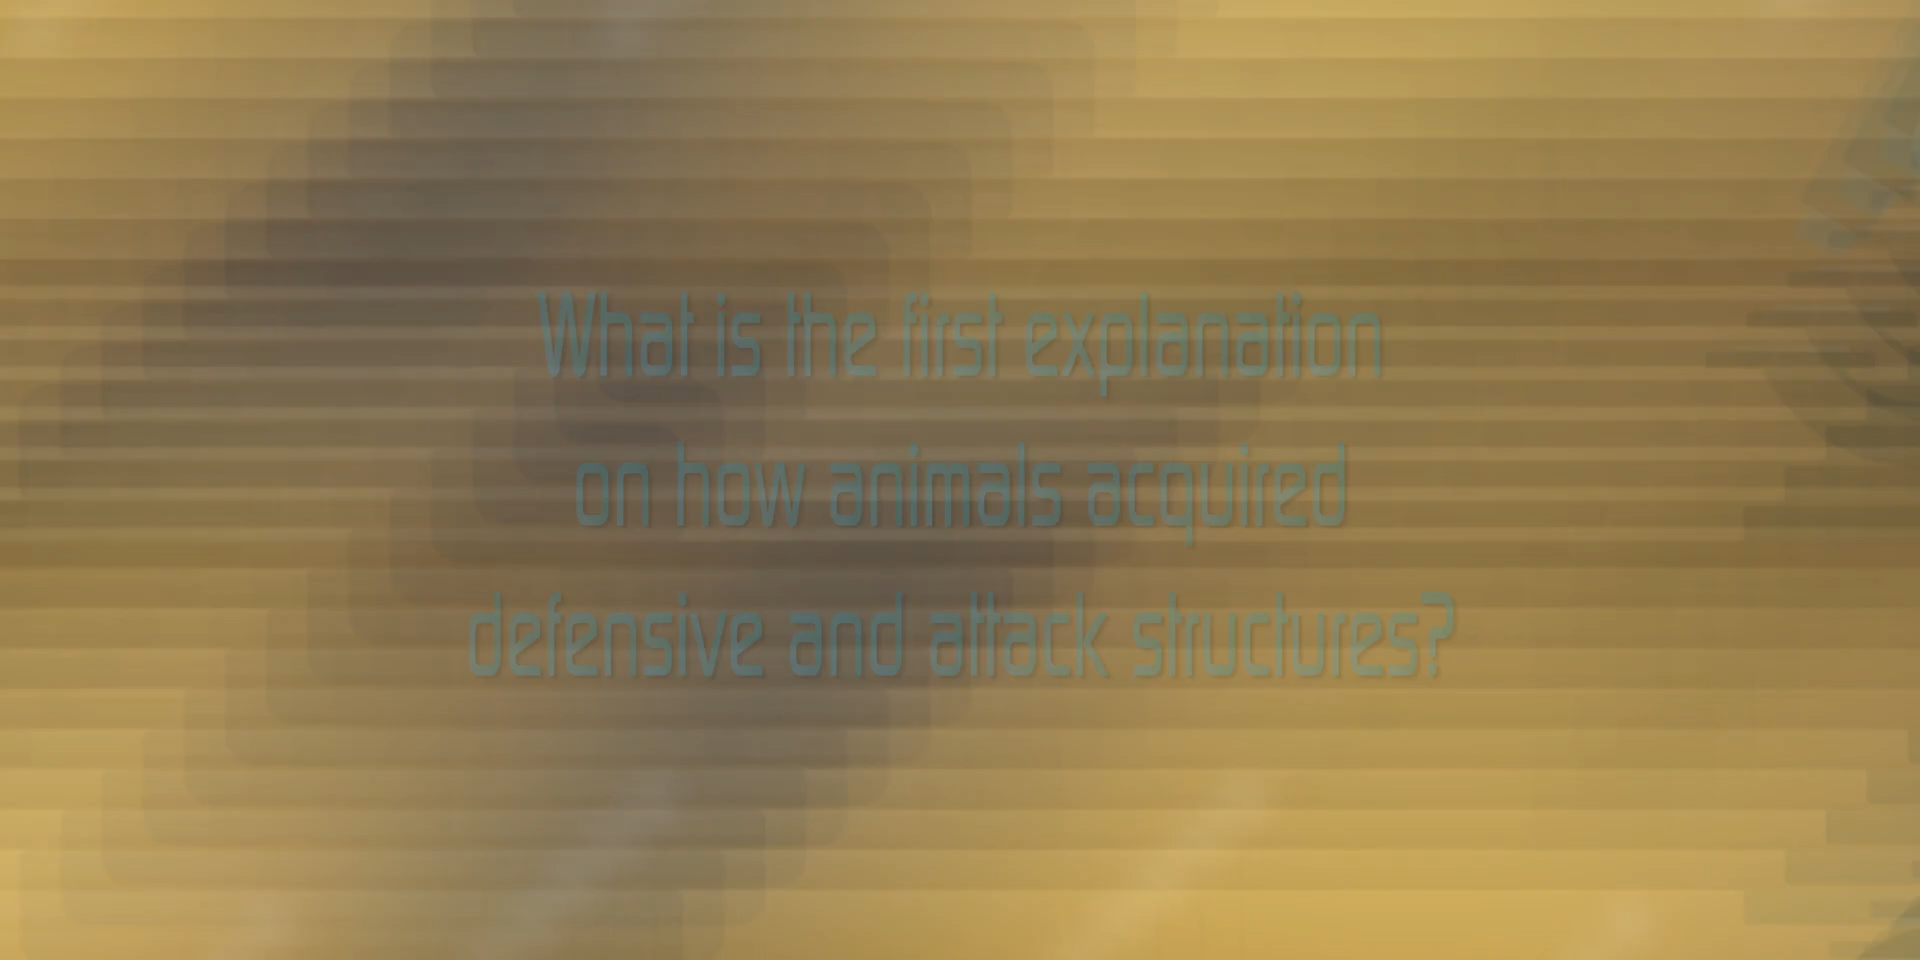 What is the first explanation
on how animals acquired
defensive and attack structures?